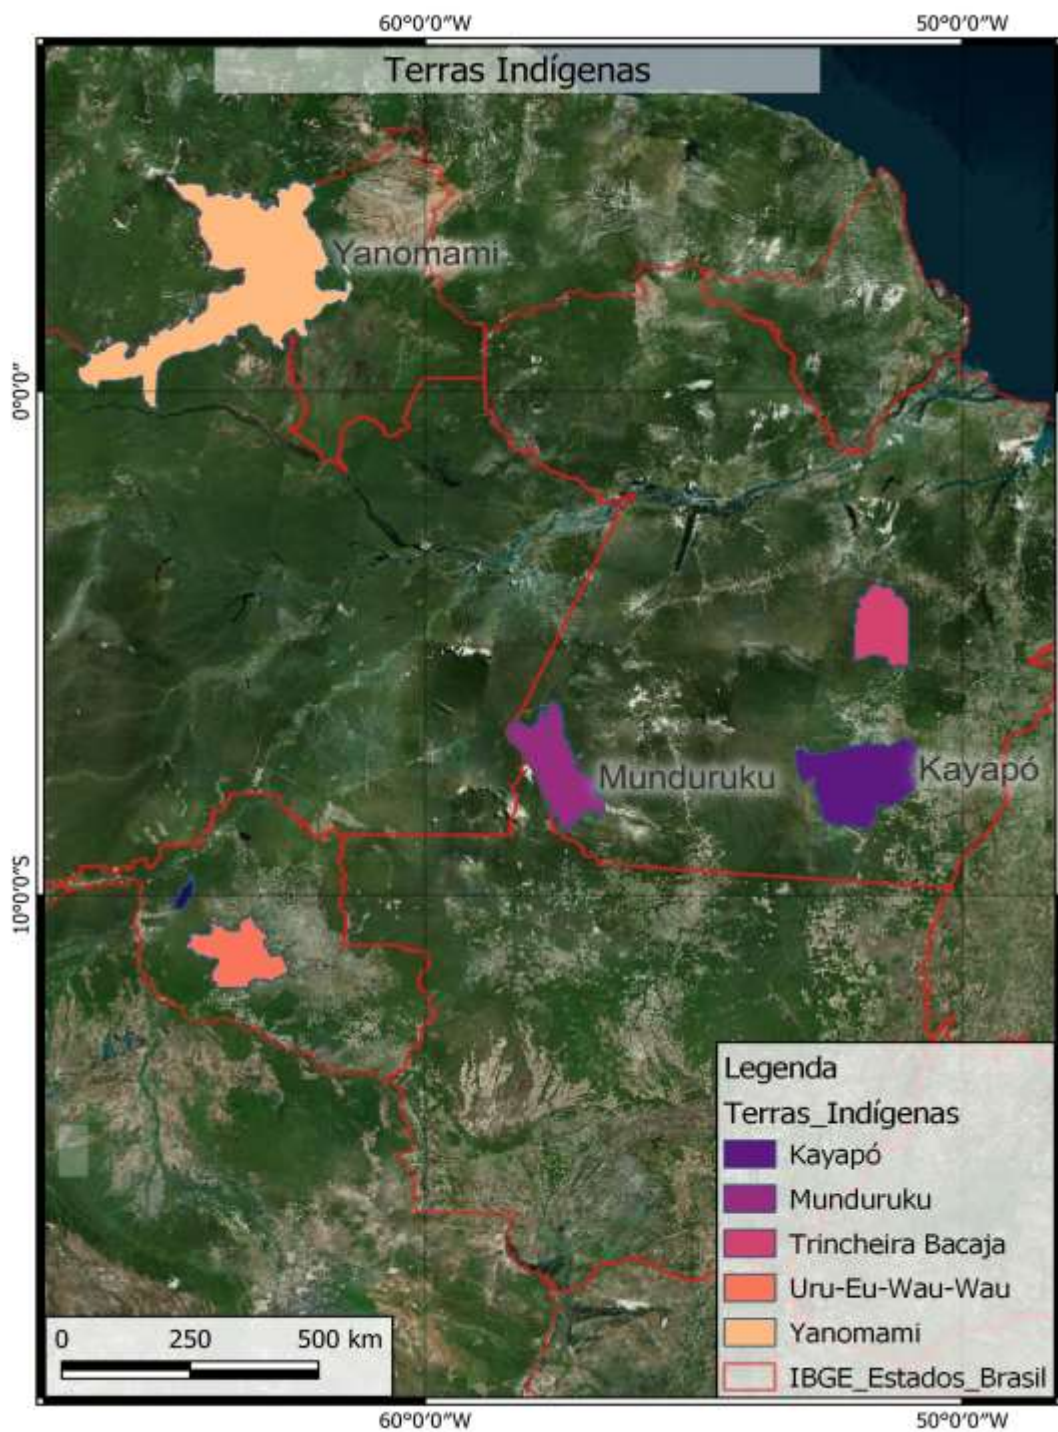 60°0'0"W 50°0'0"W
Terras Indígenas
Yanomami
0°0'0"
Munduruku
Kayapó
10°0'0"S
Legenda
Terras_Indígenas
Kayapó
Munduruku
Trincheira Bacaja
Uru-Eu-Wau-Wau
Yanomami
IBGE_Estados_Brasil
0 250 500 km
60°0'0"W 50°0'0"W